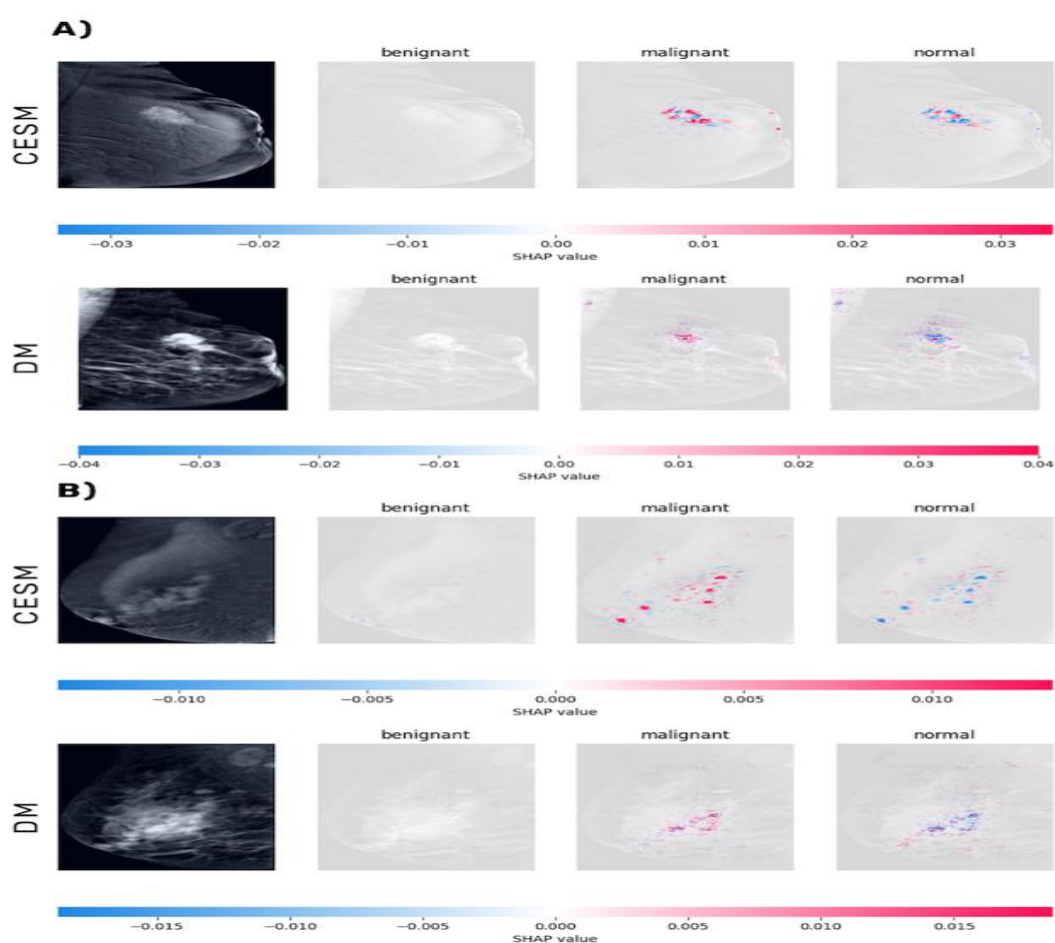 A)
benignant malignant normal
CESM
−0.03 −0.02 −0.01 0.00 0.01 0.02 0.03
SHAP value
benignant malignant normal
DM
−0.04 −0.03 −0.02 −0.01 0.00 0.01 0.02 0.03 0.04
SHAP value
B)
benignant malignant normal
CESM
−0.010 −0.005 0.000 0.005 0.010
SHAP value
benignant malignant normal
DM
−0.015 −0.010 −0.005 0.000 0.005 0.010 0.015
SHAP value